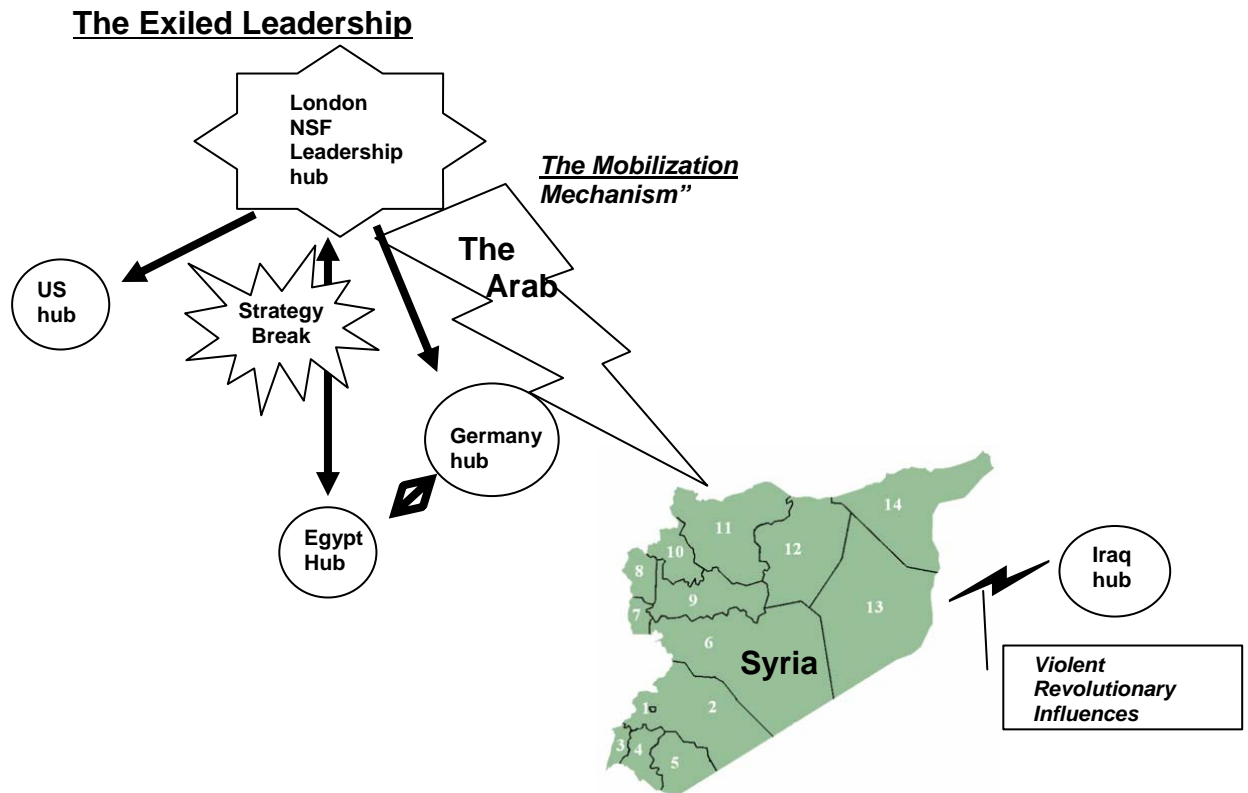 The Exiled Leadership
London
NSF
Leadership
hub
The Mobilization
Mechanism”
The
Arab
US
hub
Strategy
Break
Germany
hub
Egypt
Hub
14
11
12
10
8
13
9
7
6
Syria
2
1
3
4
5
Iraq
hub
Violent
Revolutionary
Influences